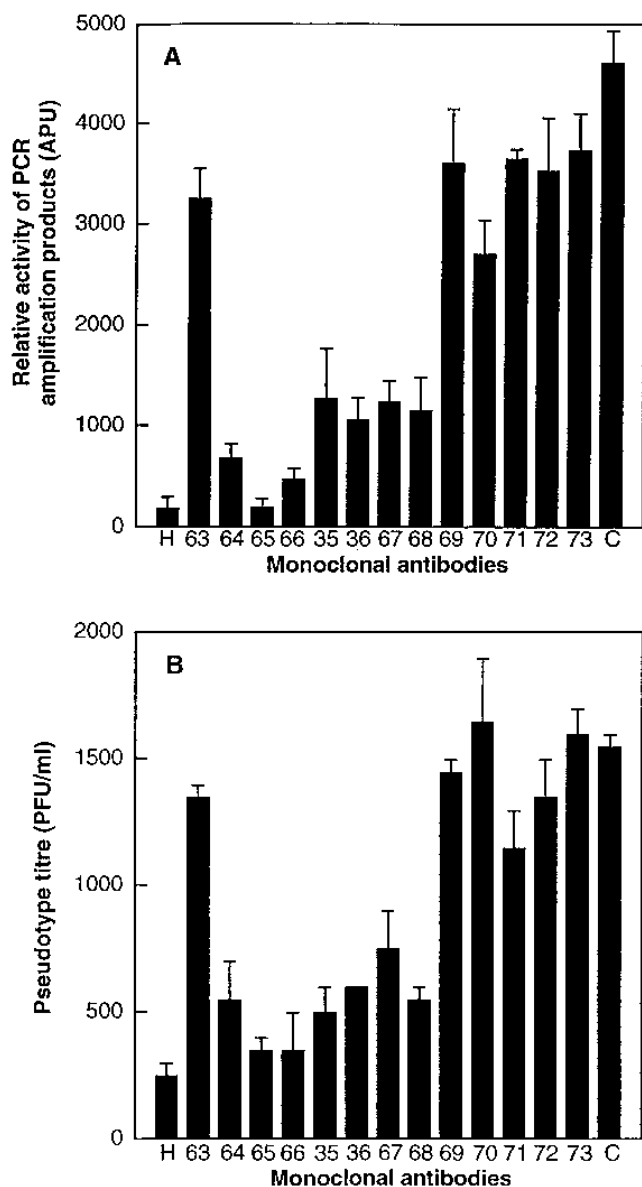 A
Relative activity of PCR
amplification products (APU)
5000
4000
3000
2000
1000
0
H 63 64 65 66 35 36 67 68 69 70 71 72 73 C
Monoclonal antibodies
B
Pseudotype titre (PFU/ml)
2000
1500
1000
500
0
H 63 64 65 66 35 36 67 68 69 70 71 72 73 C
Monoclonal antibodies